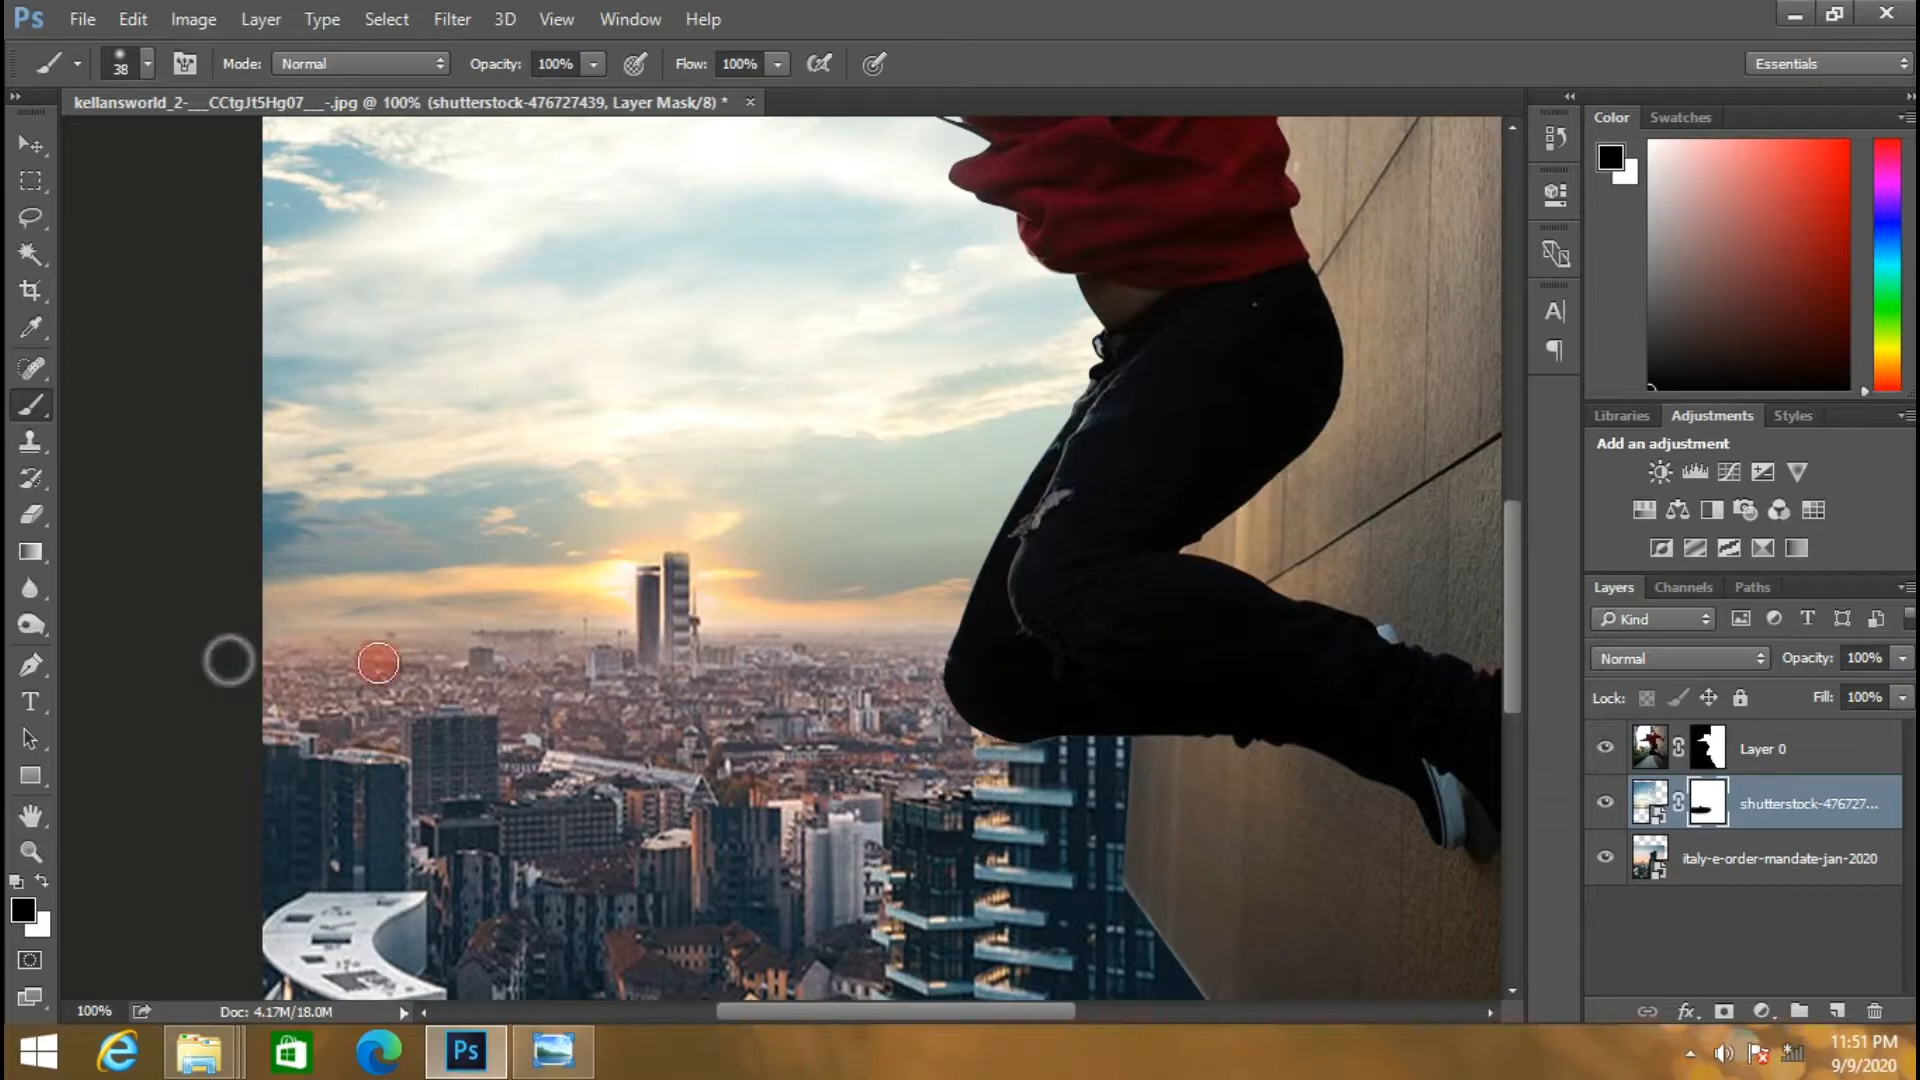 Ps File Edit Image Layer Type Select Filter 3D View Window Help
38 Mode: Normal Opacity: 100% Flow: 100% Essentials
kellansworld_2-___CCtgJt5Hg07___-.jpg @ 100% (shutterstock-476727439, Layer Mask/8) *
Color Swatches
Libraries Adjustments Styles
Add an adjustment
Layers Channels Paths
Kind
Normal Opacity: 100%
Lock: Fill: 100%
Layer 0
shutterstock-476727...
italy-e-order-mandate-jan-2020
100% Doc: 4.17M/18.0M
Ps
11:51 PM
9/9/2020